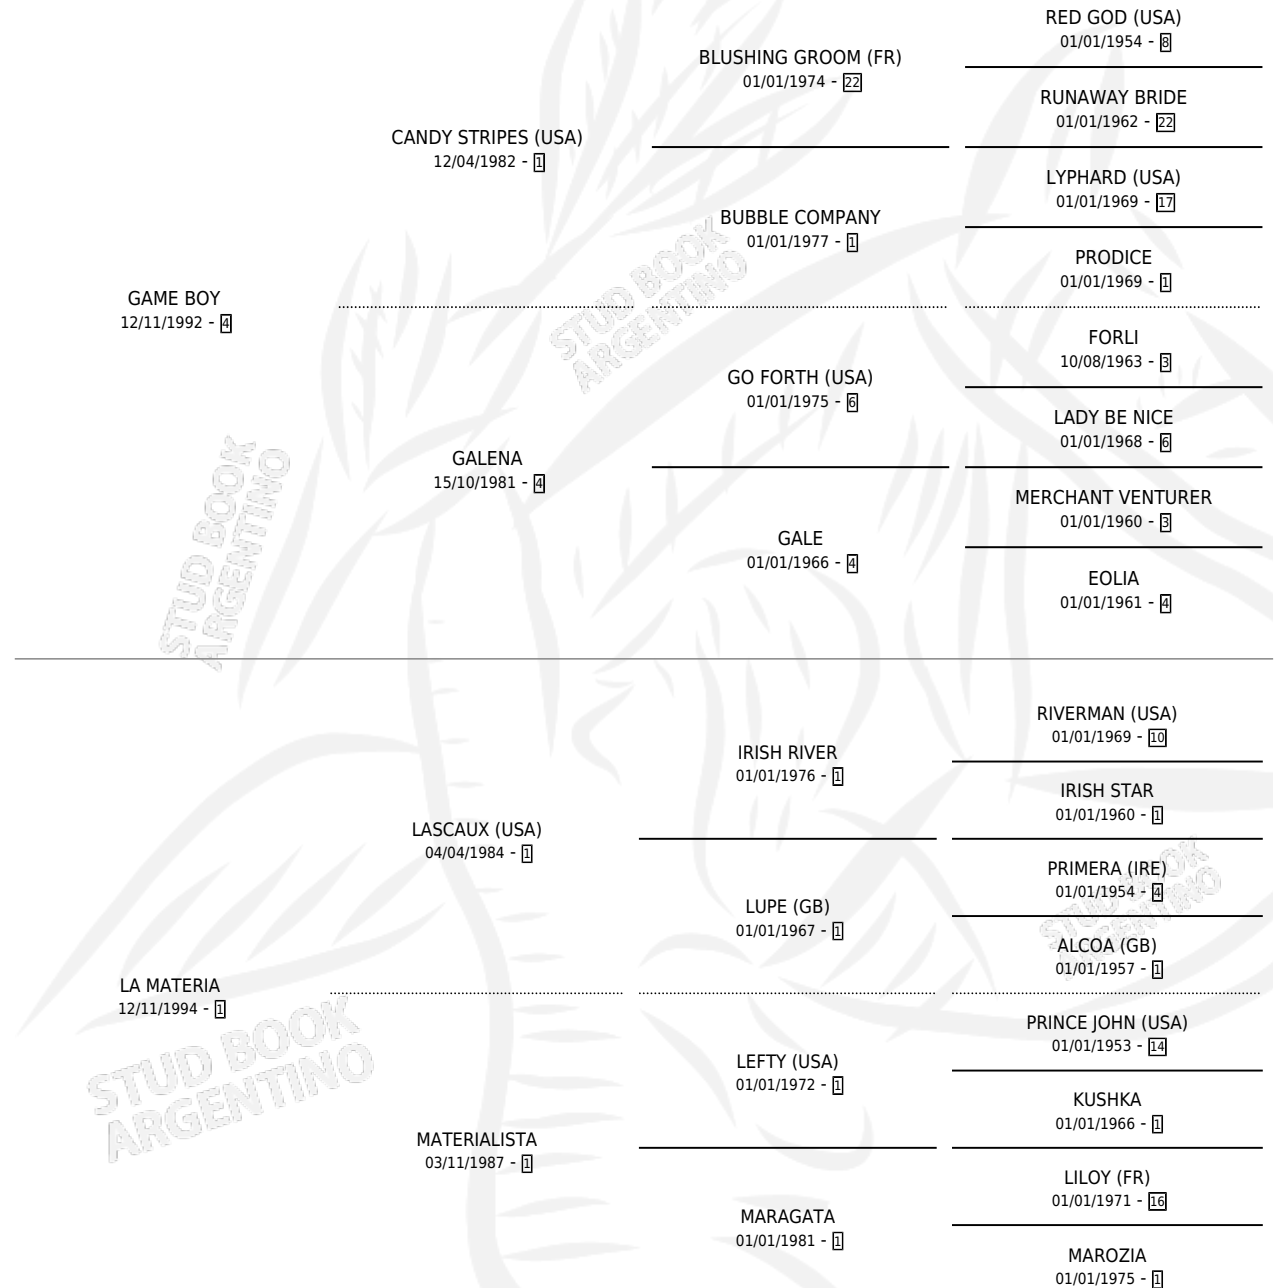 RED GOD (USA)
01/01/1954 - 8
BLUSHING GROOM (FR)
01/01/1974 - 22
RUNAWAY BRIDE
01/01/1962 - 22
CANDY STRIPES (USA)
12/04/1982 - 1
LYPHARD (USA)
01/01/1969 - 17
BUBBLE COMPANY
01/01/1977 - 1
PRODICE
01/01/1969 - 1
GAME BOY
12/11/1992 - 4
STUD BOOK
ARGENTINO
FORLI
10/08/1963 - 3
GO FORTH (USA)
01/01/1975 - 6
LADY BE NICE
01/01/1968 - 6
GALENA
15/10/1981 - 4
MERCHANT VENTURER
01/01/1960 - 3
GALE
01/01/1966 - 4
EOLIA
01/01/1961 - 4
STUD BOOK
ARGENTINO
RIVERMAN (USA)
01/01/1969 - 10
IRISH RIVER
01/01/1976 - 1
IRISH STAR
01/01/1960 - 1
LASCAUX (USA)
04/04/1984 - 1
PRIMERA (IRE)
01/01/1954 - 4
LUPE (GB)
01/01/1967 - 1
STUD BOOK
ARGENTINO
ALCOA (GB)
01/01/1957 - 1
LA MATERIA
12/11/1994 - 1
PRINCE JOHN (USA)
01/01/1953 - 14
LEFTY (USA)
01/01/1972 - 1
STUD BOOK
ARGENTINO
KUSHKA
01/01/1966 - 1
MATERIALISTA
03/11/1987 - 1
LILOY (FR)
01/01/1971 - 16
MARAGATA
01/01/1981 - 1
MAROZIA
01/01/1975 - 1